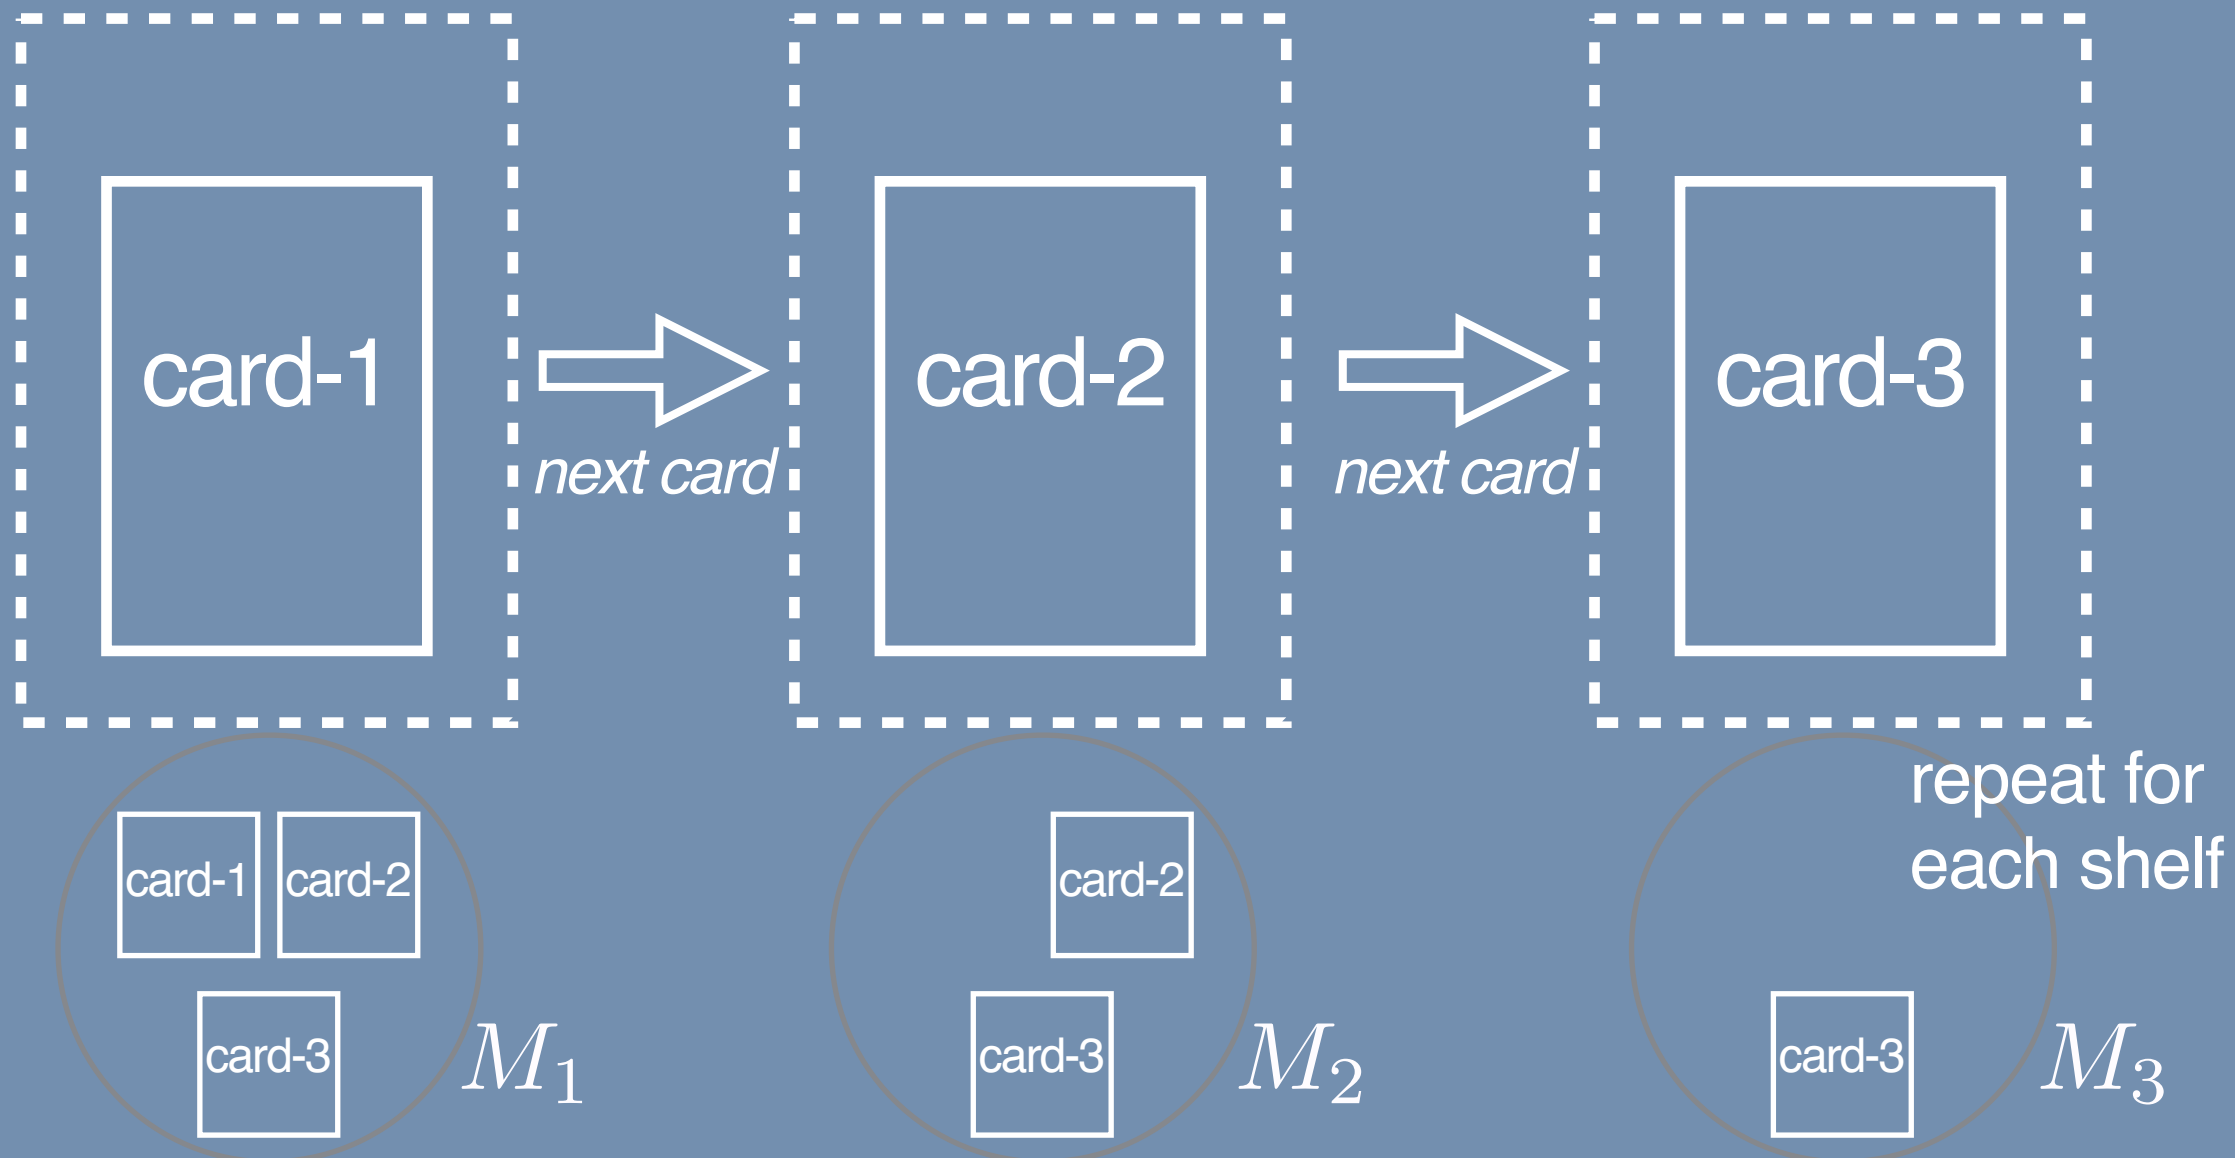 card-1
next card
card-2
next card
card-3
repeat for
each shelf
card-1
card-2
card-3
M1
card-2
card-3
M2
card-3
M3